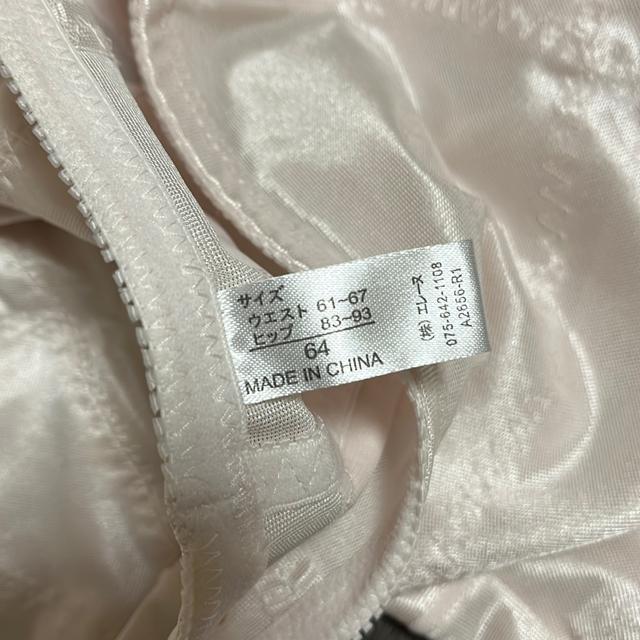 サイズ
ウエスト 61~67
ヒップ 83~93
64
MADE IN CHINA
(株) エレーヌ
075-642-1108
A2656-R1